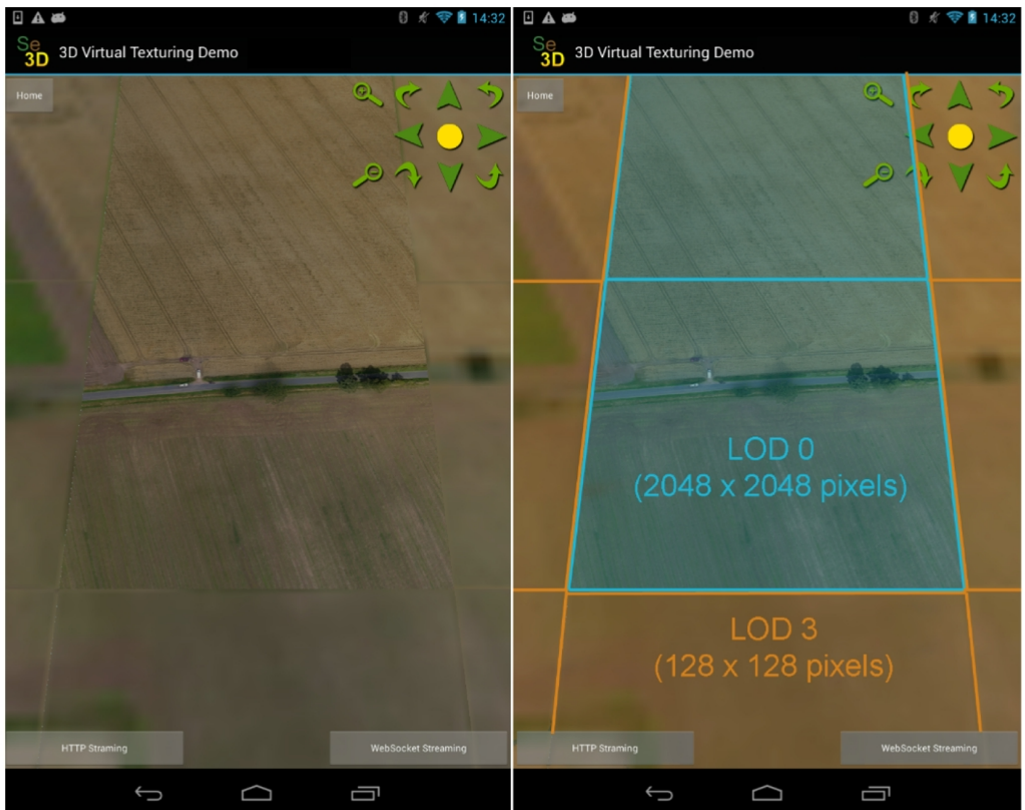 14:32
Se
3D
3D Virtual Texturing Demo
Home
HTTP Straming
WebSocket Streaming
14:32
Se
3D
3D Virtual Texturing Demo
Home
LOD 0
(2048 x 2048 pixels)
LOD 3
(128 x 128 pixels)
HTTP Straming
WebSocket Streaming